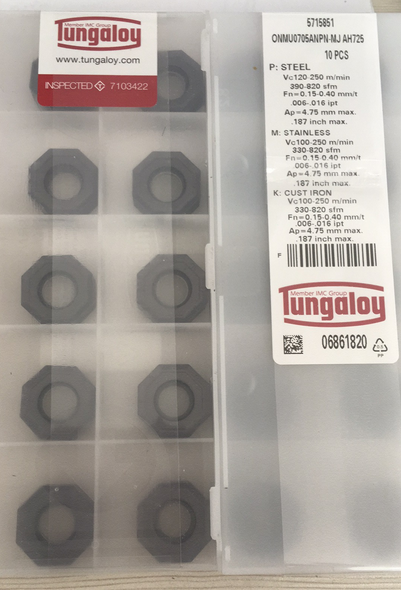 Member IMC Group
Tungaloy
www.tungaloy.com
INSPECTED 7103422
5715851
ONMU0705ANPN-MJ AH725
10 PCS
P: STEEL
Vc120-250 m/min
390-820 sfm
Fn=0.15-0.40 mm/t
.006-.016 ipt
Ap=4.75 mm max.
.187 inch max.
M: STAINLESS
Vc100-250 m/min
330-820 sfm
Fn=0.15-0.40 mm/t
.006-.016 ipt
Ap=4.75 mm max.
.187 inch max.
K: CUST IRON
Vc100-250 m/min
330-820 sfm
Fn=0.15-0.40 mm/t
.006-.016 ipt
Ap=4.75 mm max.
.187 inch max.
F
Member IMC Group
Tungaloy
06861820
PP